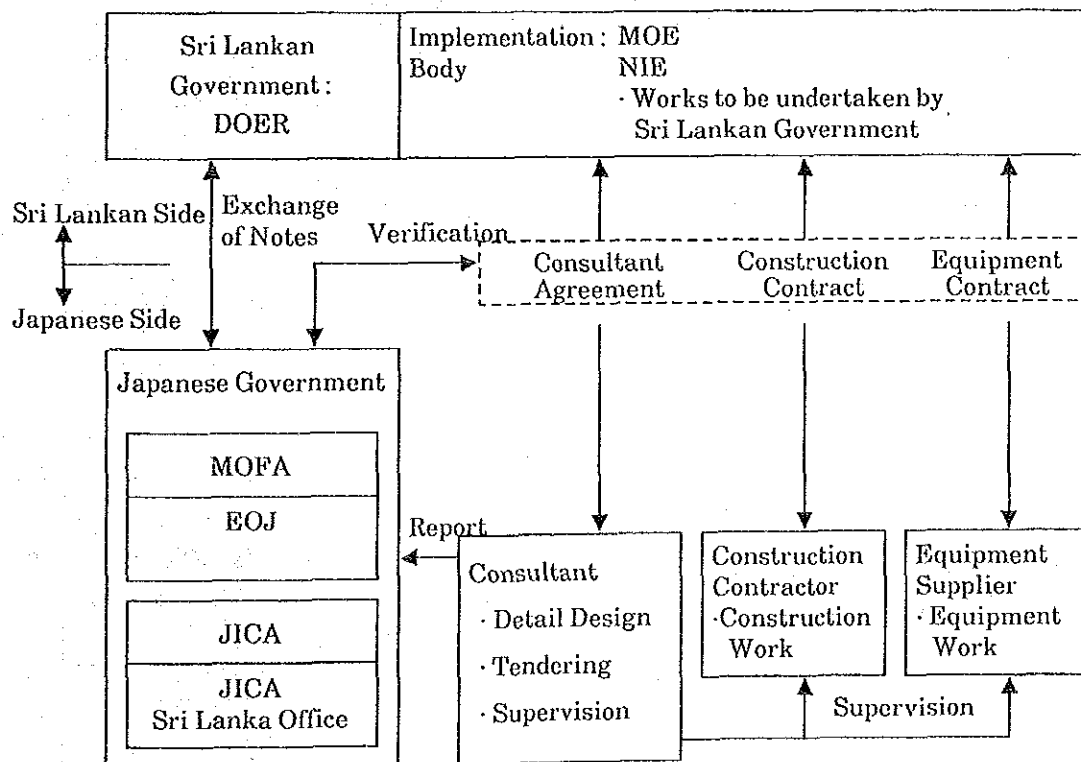 Sri Lankan
Government :
DOER
Implementation : MOE
Body NIE
· Works to be undertaken by
Sri Lankan Government
Sri Lankan Side
Japanese Side
Exchange
of Notes
Verification
Consultant
Agreement
Construction
Contract
Equipment
Contract
Japanese Government
MOFA
EOJ
JICA
JICA
Sri Lanka Office
Report
Consultant
· Detail Design
· Tendering
· Supervision
Construction
Contractor
·Construction
Work
Equipment
Supplier
· Equipment
Work
Supervision